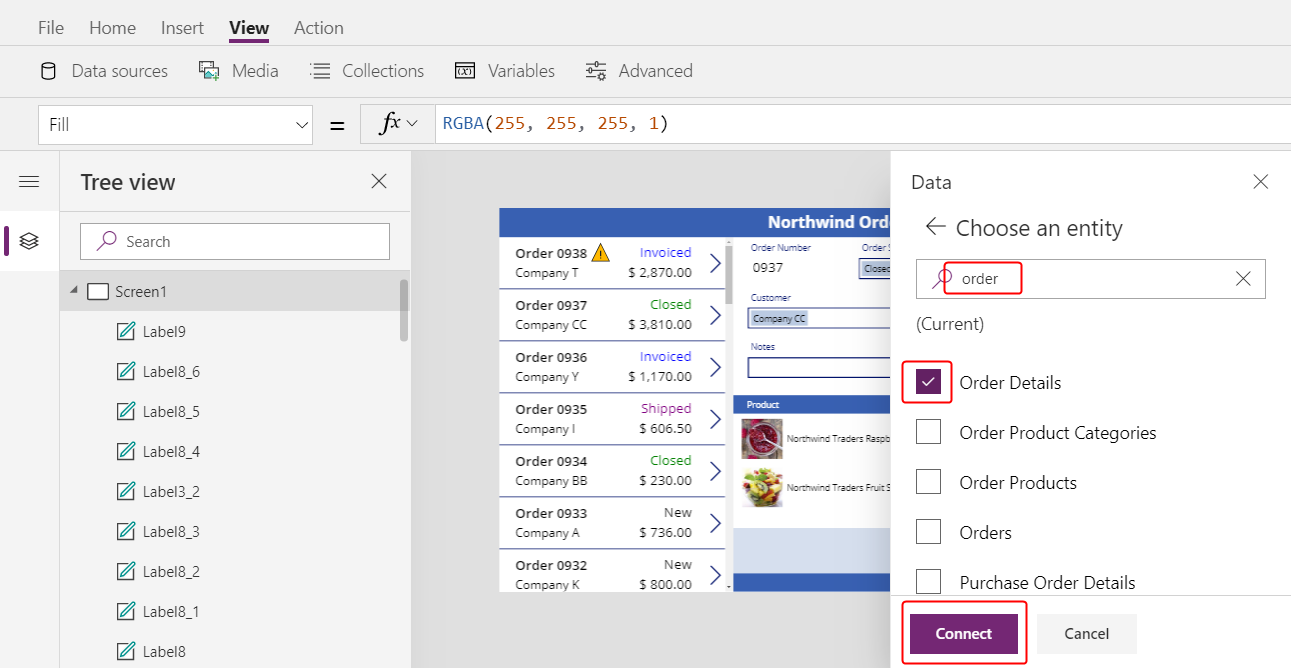 File Home Insert View Action
Data sources Media Collections Variables Advanced
Fill = fx RGBA(255, 255, 255, 1)
Tree view
Search
Screen1
Label9
Label8_6
Label8_5
Label8_4
Label3_2
Label8_3
Label8_2
Label8_1
Label8
Northwind Ord
Order 0938 Invoiced
Company T $ 2,870.00
Order 0937 Closed
Company CC $ 3,810.00
Order 0936 Invoiced
Company Y $ 1,170.00
Order 0935 Shipped
Company I $ 606.50
Order 0934 Closed
Company BB $ 230.00
Order 0933 New
Company A $ 736.00
Order 0932 New
Company K $ 800.00
Order Number Order S
0937 Closed
Customer
Company CC
Notes
Product
Northwind Traders Raspb
Northwind Traders Fruit S
Data
Choose an entity
order
(Current)
Order Details
Order Product Categories
Order Products
Orders
Purchase Order Details
Connect Cancel